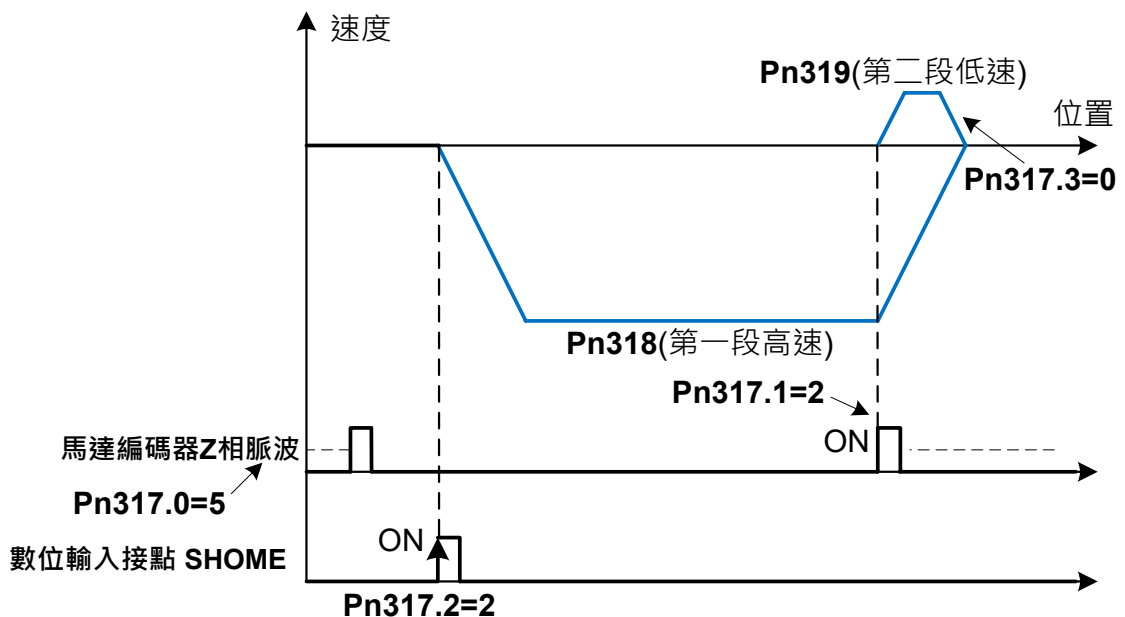 速度
Pn319(第二段低速)
位置
Pn317.3=0
Pn318(第一段高速)
Pn317.1=2
馬達編碼器Z相脈波
ON
Pn317.0=5
ON
數位輸入接點 SHOME
Pn317.2=2